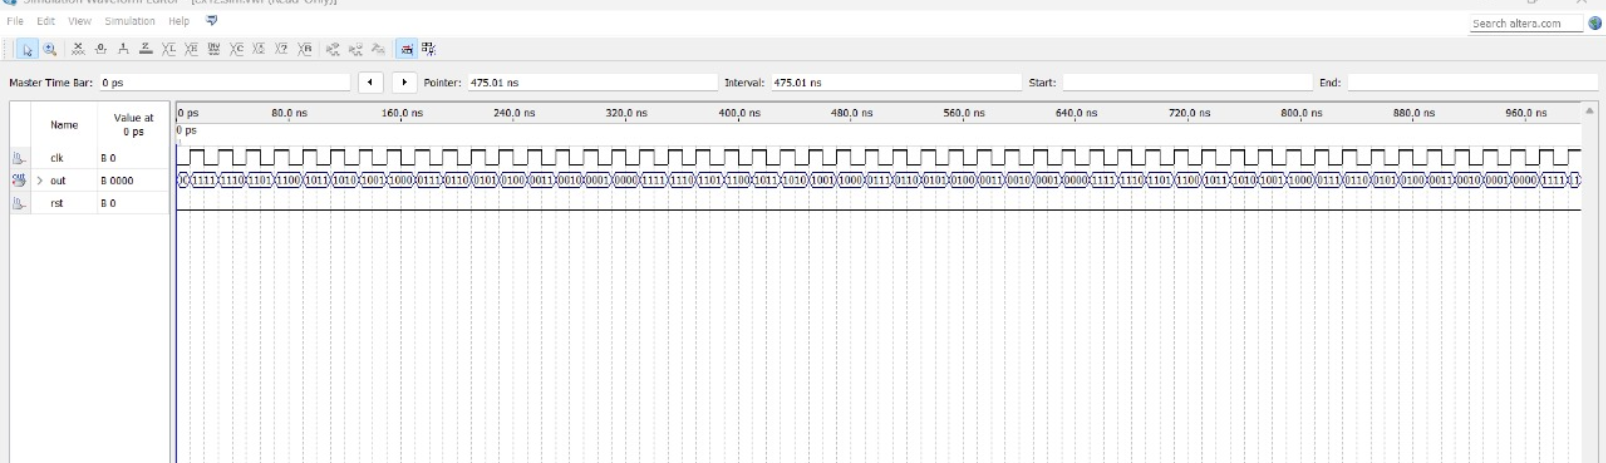 Simulation Waveform Editor - (Read-Only)]
File Edit View Simulation Help
Search altera.com
Master Time Bar: 0 ps Pointer: 475.01 ns Interval: 475.01 ns Start: End:
Name Value at 0 ps
0 ps 80.0 ns 160.0 ns 240.0 ns 320.0 ns 400.0 ns 480.0 ns 560.0 ns 640.0 ns 720.0 ns 800.0 ns 880.0 ns 960.0 ns
0 ps
clk B 0
> out B 0000 1111 1110 1101 1100 1011 1010 1001 1000 0111 0110 0101 0100 0011 0010 0001 0000 1111 1110 1101 1100 1011 1010 1001 1000 0111 0110 0101 0100 0011 0010 0001 0000 1111 1110 1101 1100 1011 1010 1001 1000 0111 0110 0101 0100 0011 0010 0001 0000 1111
rst B 0